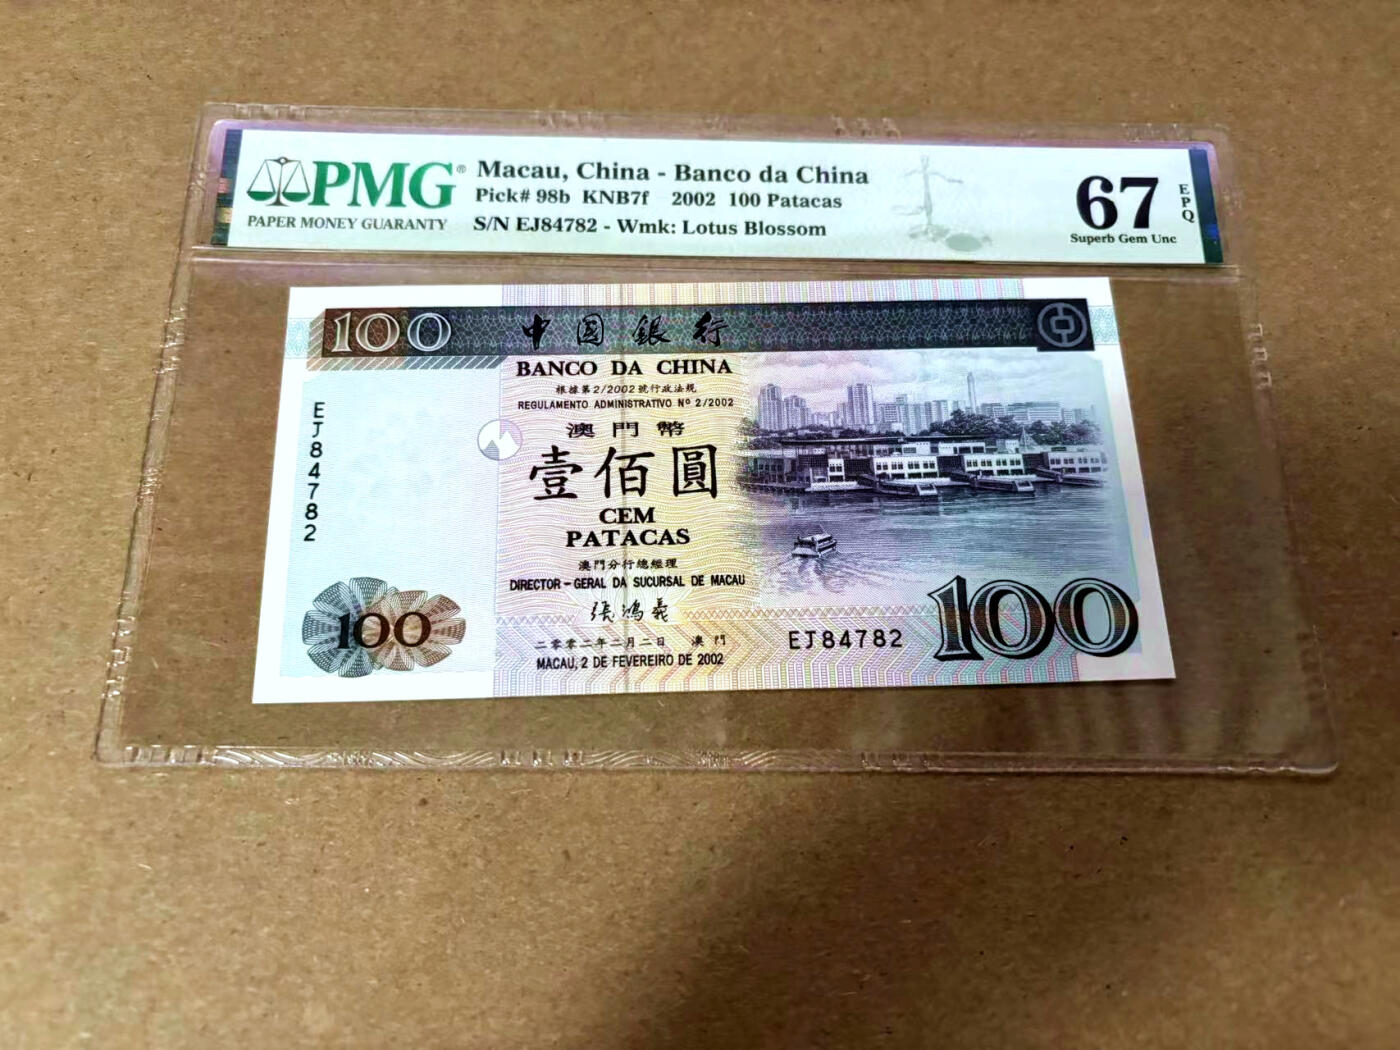 PMG®
PAPER MONEY GUARANTY
Macau, China - Banco da China
Pick# 98b KNB7f 2002 100 Patacas
S/N EJ84782 - Wmk: Lotus Blossom
67
EPQ
Superb Gem Unc
100
中國銀行
BANCO DA CHINA
根據第2/2002號行政法規
REGULAMENTO ADMINISTRATIVO Nº 2/2002
澳門幣
壹佰圓
CEM
PATACAS
澳門分行總經理
DIRECTOR-GERAL DA SUCURSAL DE MACAU
張鴻義
二零零二年二月二日 澳門
MACAU, 2 DE FEVEREIRO DE 2002
EJ84782
100
EJ84782
100